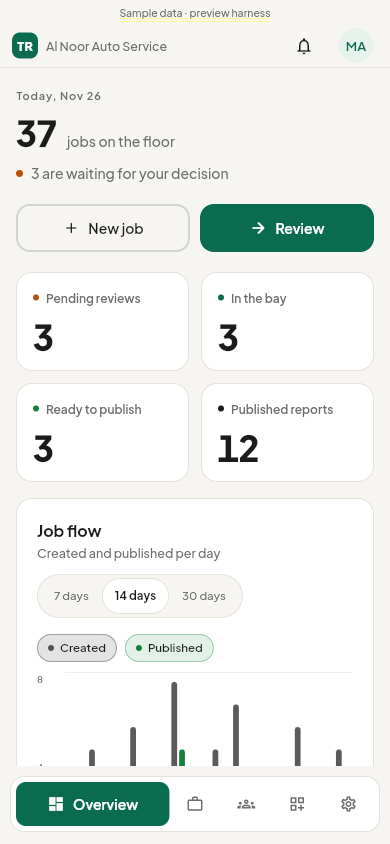 Sample data · preview harness
TR Al Noor Auto Service MA
Today, Nov 26
37 jobs on the floor
3 are waiting for your decision
New job
Review
Pending reviews
3
In the bay
3
Ready to publish
3
Published reports
12
Job flow
Created and published per day
7 days 14 days 30 days
Created Published
8
Overview